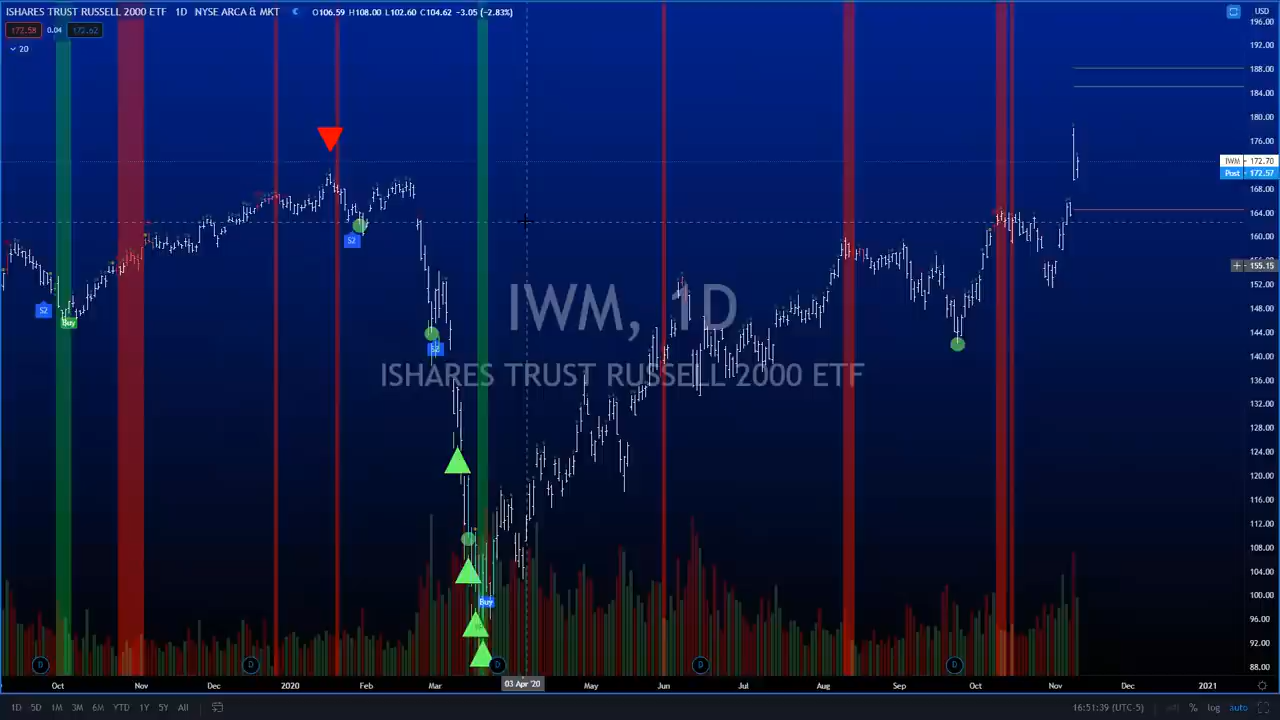 ISHARES TRUST RUSSELL 2000 ETF 1D NYSE ARCA & MKT O106.59 H108.00 L102.60 C104.62 -3.05 (-2.83%)
USD
172.58 0.04 172.62
20
196.00
192.00
188.00
184.00
180.00
176.00
IWM 172.70
Post 172.57
168.00
164.00
160.00
155.15
152.00
148.00
144.00
140.00
136.00
132.00
128.00
124.00
120.00
116.00
112.00
108.00
104.00
100.00
96.00
92.00
88.00
S2
S2
Buy
S2
IWM, 1D
ISHARES TRUST RUSSELL 2000 ETF
Buy
D D D D D
Oct Nov Dec 2020 Feb Mar 03 Apr '20 May Jun Jul Aug Sep Oct Nov Dec 2021
1D 5D 1M 3M 6M YTD 1Y 5Y All
16:51:39 (UTC-5) % log auto